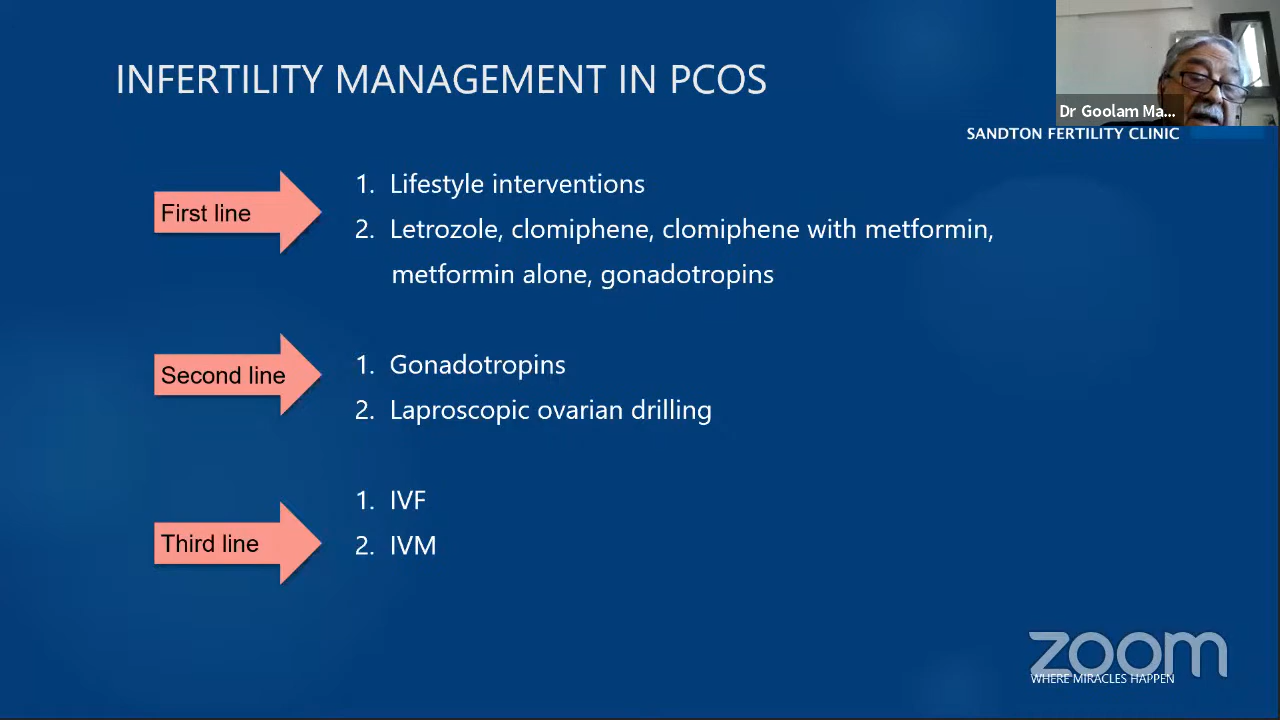 INFERTILITY MANAGEMENT IN PCOS
Dr Goolam Ma...
SANDTON FERTILITY CLINIC
First line
1. Lifestyle interventions
2. Letrozole, clomiphene, clomiphene with metformin,
metformin alone, gonadotropins
Second line
1. Gonadotropins
2. Laproscopic ovarian drilling
Third line
1. IVF
2. IVM
zoom
WHERE MIRACLES HAPPEN